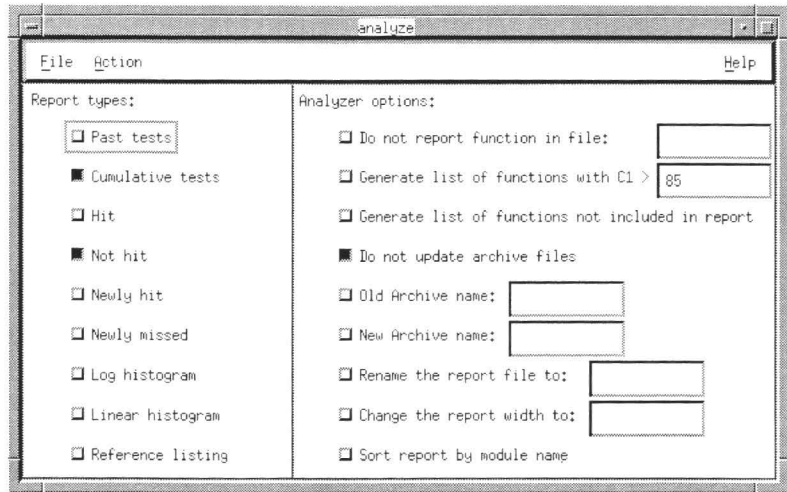 analyze
File Action Help
Report types:
Past tests
Cumulative tests
Hit
Not hit
Newly hit
Newly missed
Log histogram
Linear histogram
Reference listing
Analyzer options:
Do not report function in file:
Generate list of functions with C1 > 85
Generate list of functions not included in report
Do not update archive files
Old Archive name:
New Archive name:
Rename the report file to:
Change the report width to:
Sort report by module name